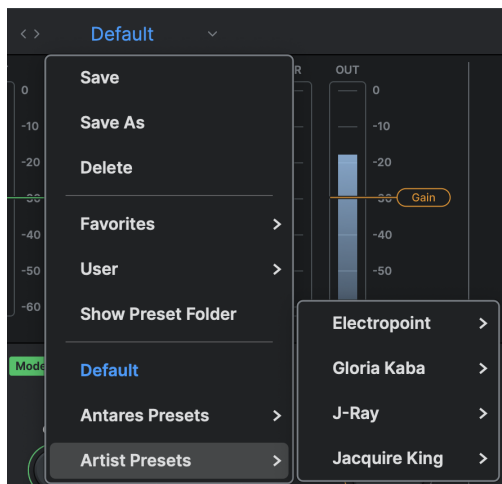 Default
R OUT
0 0
-10 -10
-20 -20
-30 Gain
-40 -40
-50 -50
-60
Mode
Save
Save As
Delete
Favorites
User
Show Preset Folder
Default
Antares Presets
Artist Presets
Electropoint
Gloria Kaba
J-Ray
Jacquire King